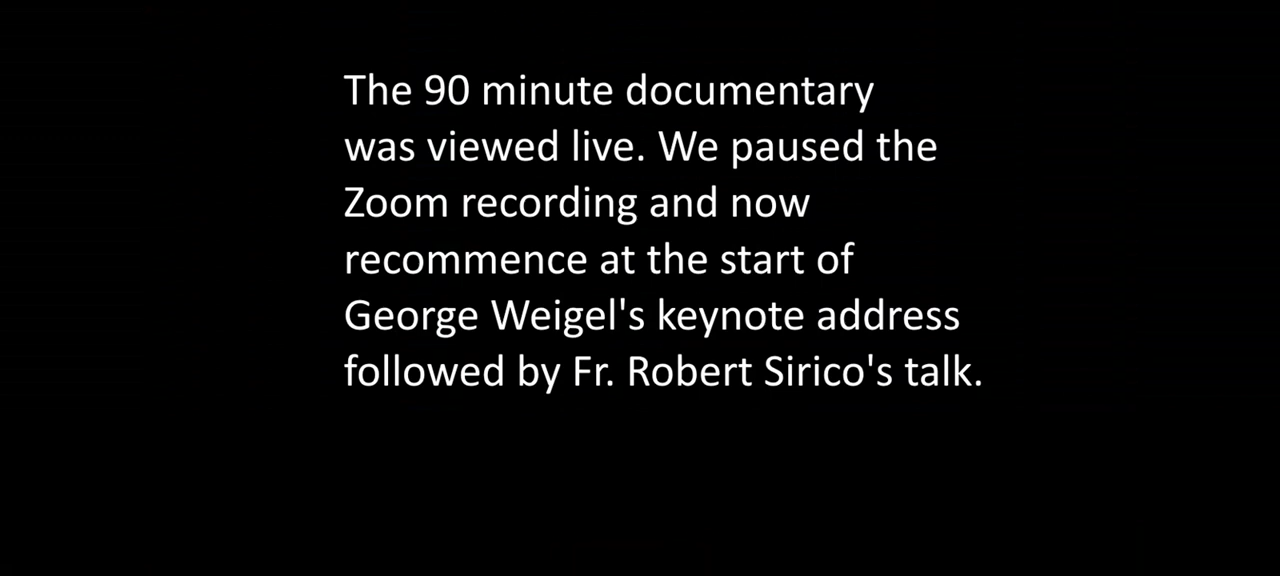 The 90 minute documentary
was viewed live. We paused the
Zoom recording and now
recommence at the start of
George Weigel's keynote address
followed by Fr. Robert Sirico's talk.